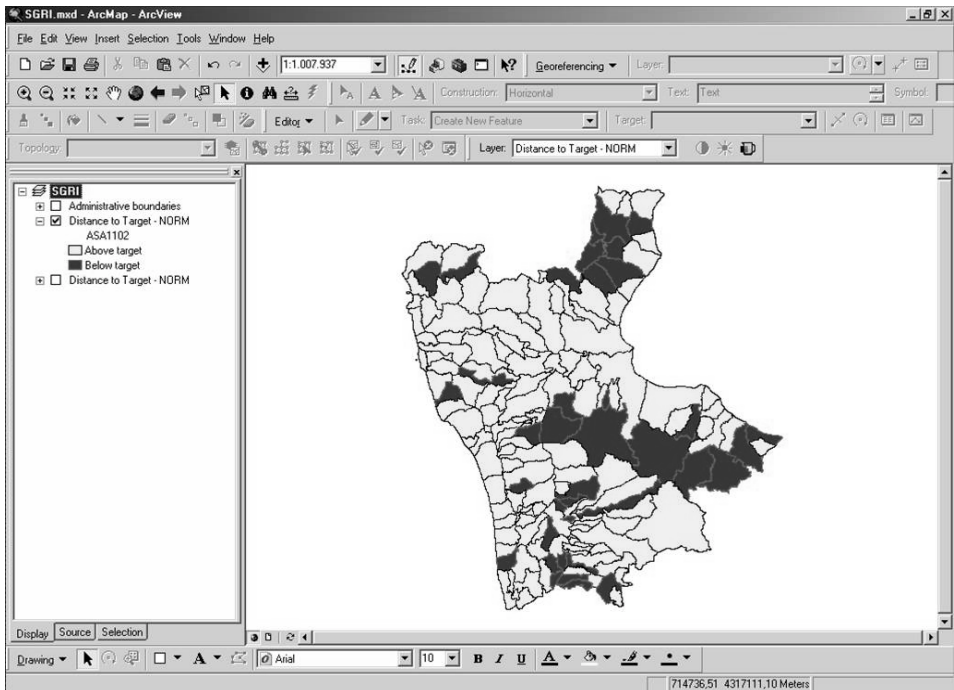 SGRI.mxd - ArcMap - ArcView
File Edit View Insert Selection Tools Window Help
1:1.007.937 Georeferencing Layer:
Construction: Horizontal Text: Text Symbol:
Editor Task: Create New Feature Target:
Topology: Layer: Distance to Target - NORM
SGRI
Administrative boundaries
Distance to Target - NORM
ASA1102
Above target
Below target
Distance to Target - NORM
Display Source Selection
Drawing A Arial 10 B I U A
714736,51 4317111,10 Meters